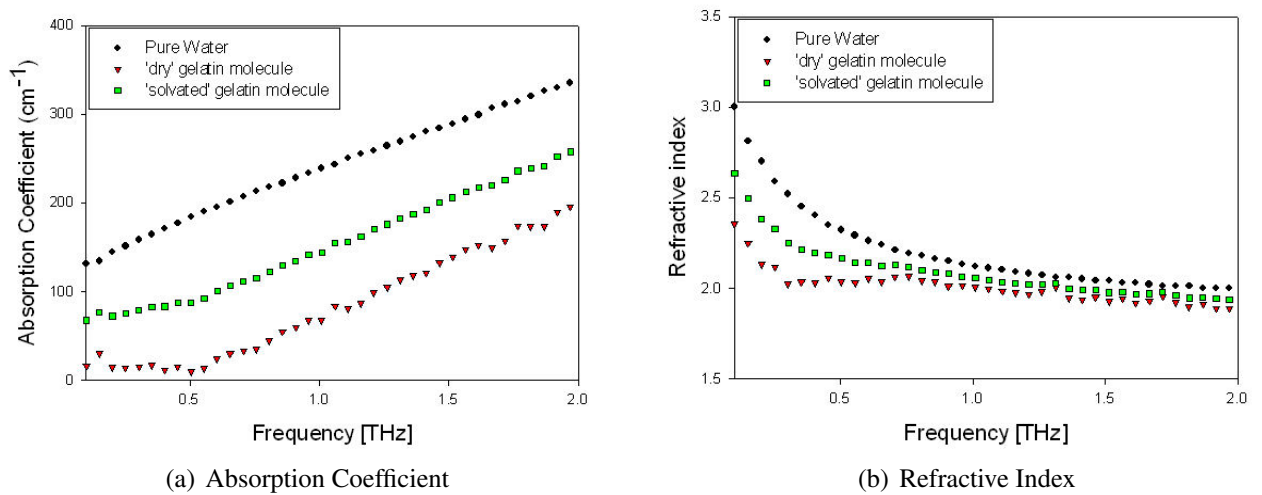 400
300
200
100
0
Absorption Coefficient (cm⁻¹)
Pure Water
'dry' gelatin molecule
'solvated' gelatin molecule
0.5
1.0
1.5
2.0
Frequency [THz]
(a) Absorption Coefficient
3.5
3.0
2.5
2.0
1.5
Refractive index
Pure Water
'dry' gelatin molecule
'solvated' gelatin molecule
0.5
1.0
1.5
2.0
Frequency [THz]
(b) Refractive Index